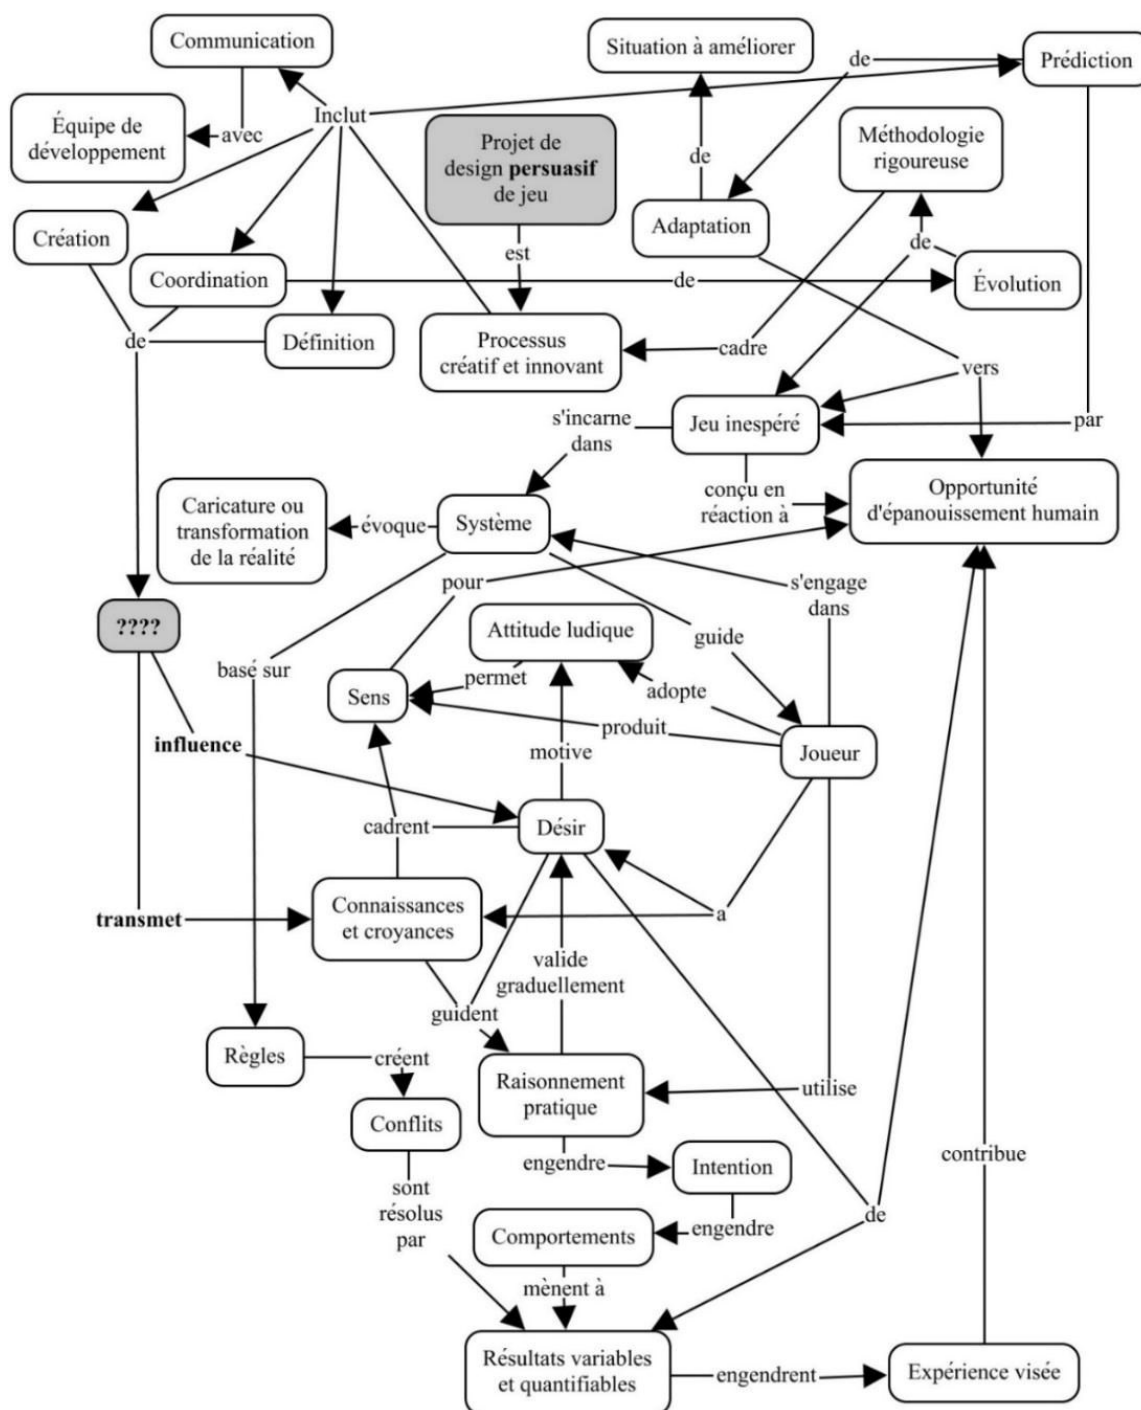 Communication
Situation à améliorer
de
Prédiction
Inclut
Équipe de
développement
avec
Projet de
design persuasif
de jeu
de
Méthodologie
rigoureuse
Création
Adaptation
est
de
Coordination
de
Évolution
de
Définition
Processus
créatif et innovant
cadre
vers
s'incarne
dans
Jeu inespéré
par
conçu en
réaction à
Opportunité
d'épanouissement humain
Caricature ou
transformation
de la réalité
évoque
Système
pour
s'engage
dans
????
Attitude ludique
guide
basé sur
Sens
permet
adopte
influence
produit
motive
Joueur
cadrent
Désir
transmet
Connaissances
et croyances
a
valide
graduellement
guident
Règles
créent
Raisonnement
pratique
utilise
Conflits
engendre
Intention
contribue
sont
résolus
par
Comportements
engendre
de
mènent à
Résultats variables
et quantifiables
engendrent
Expérience visée